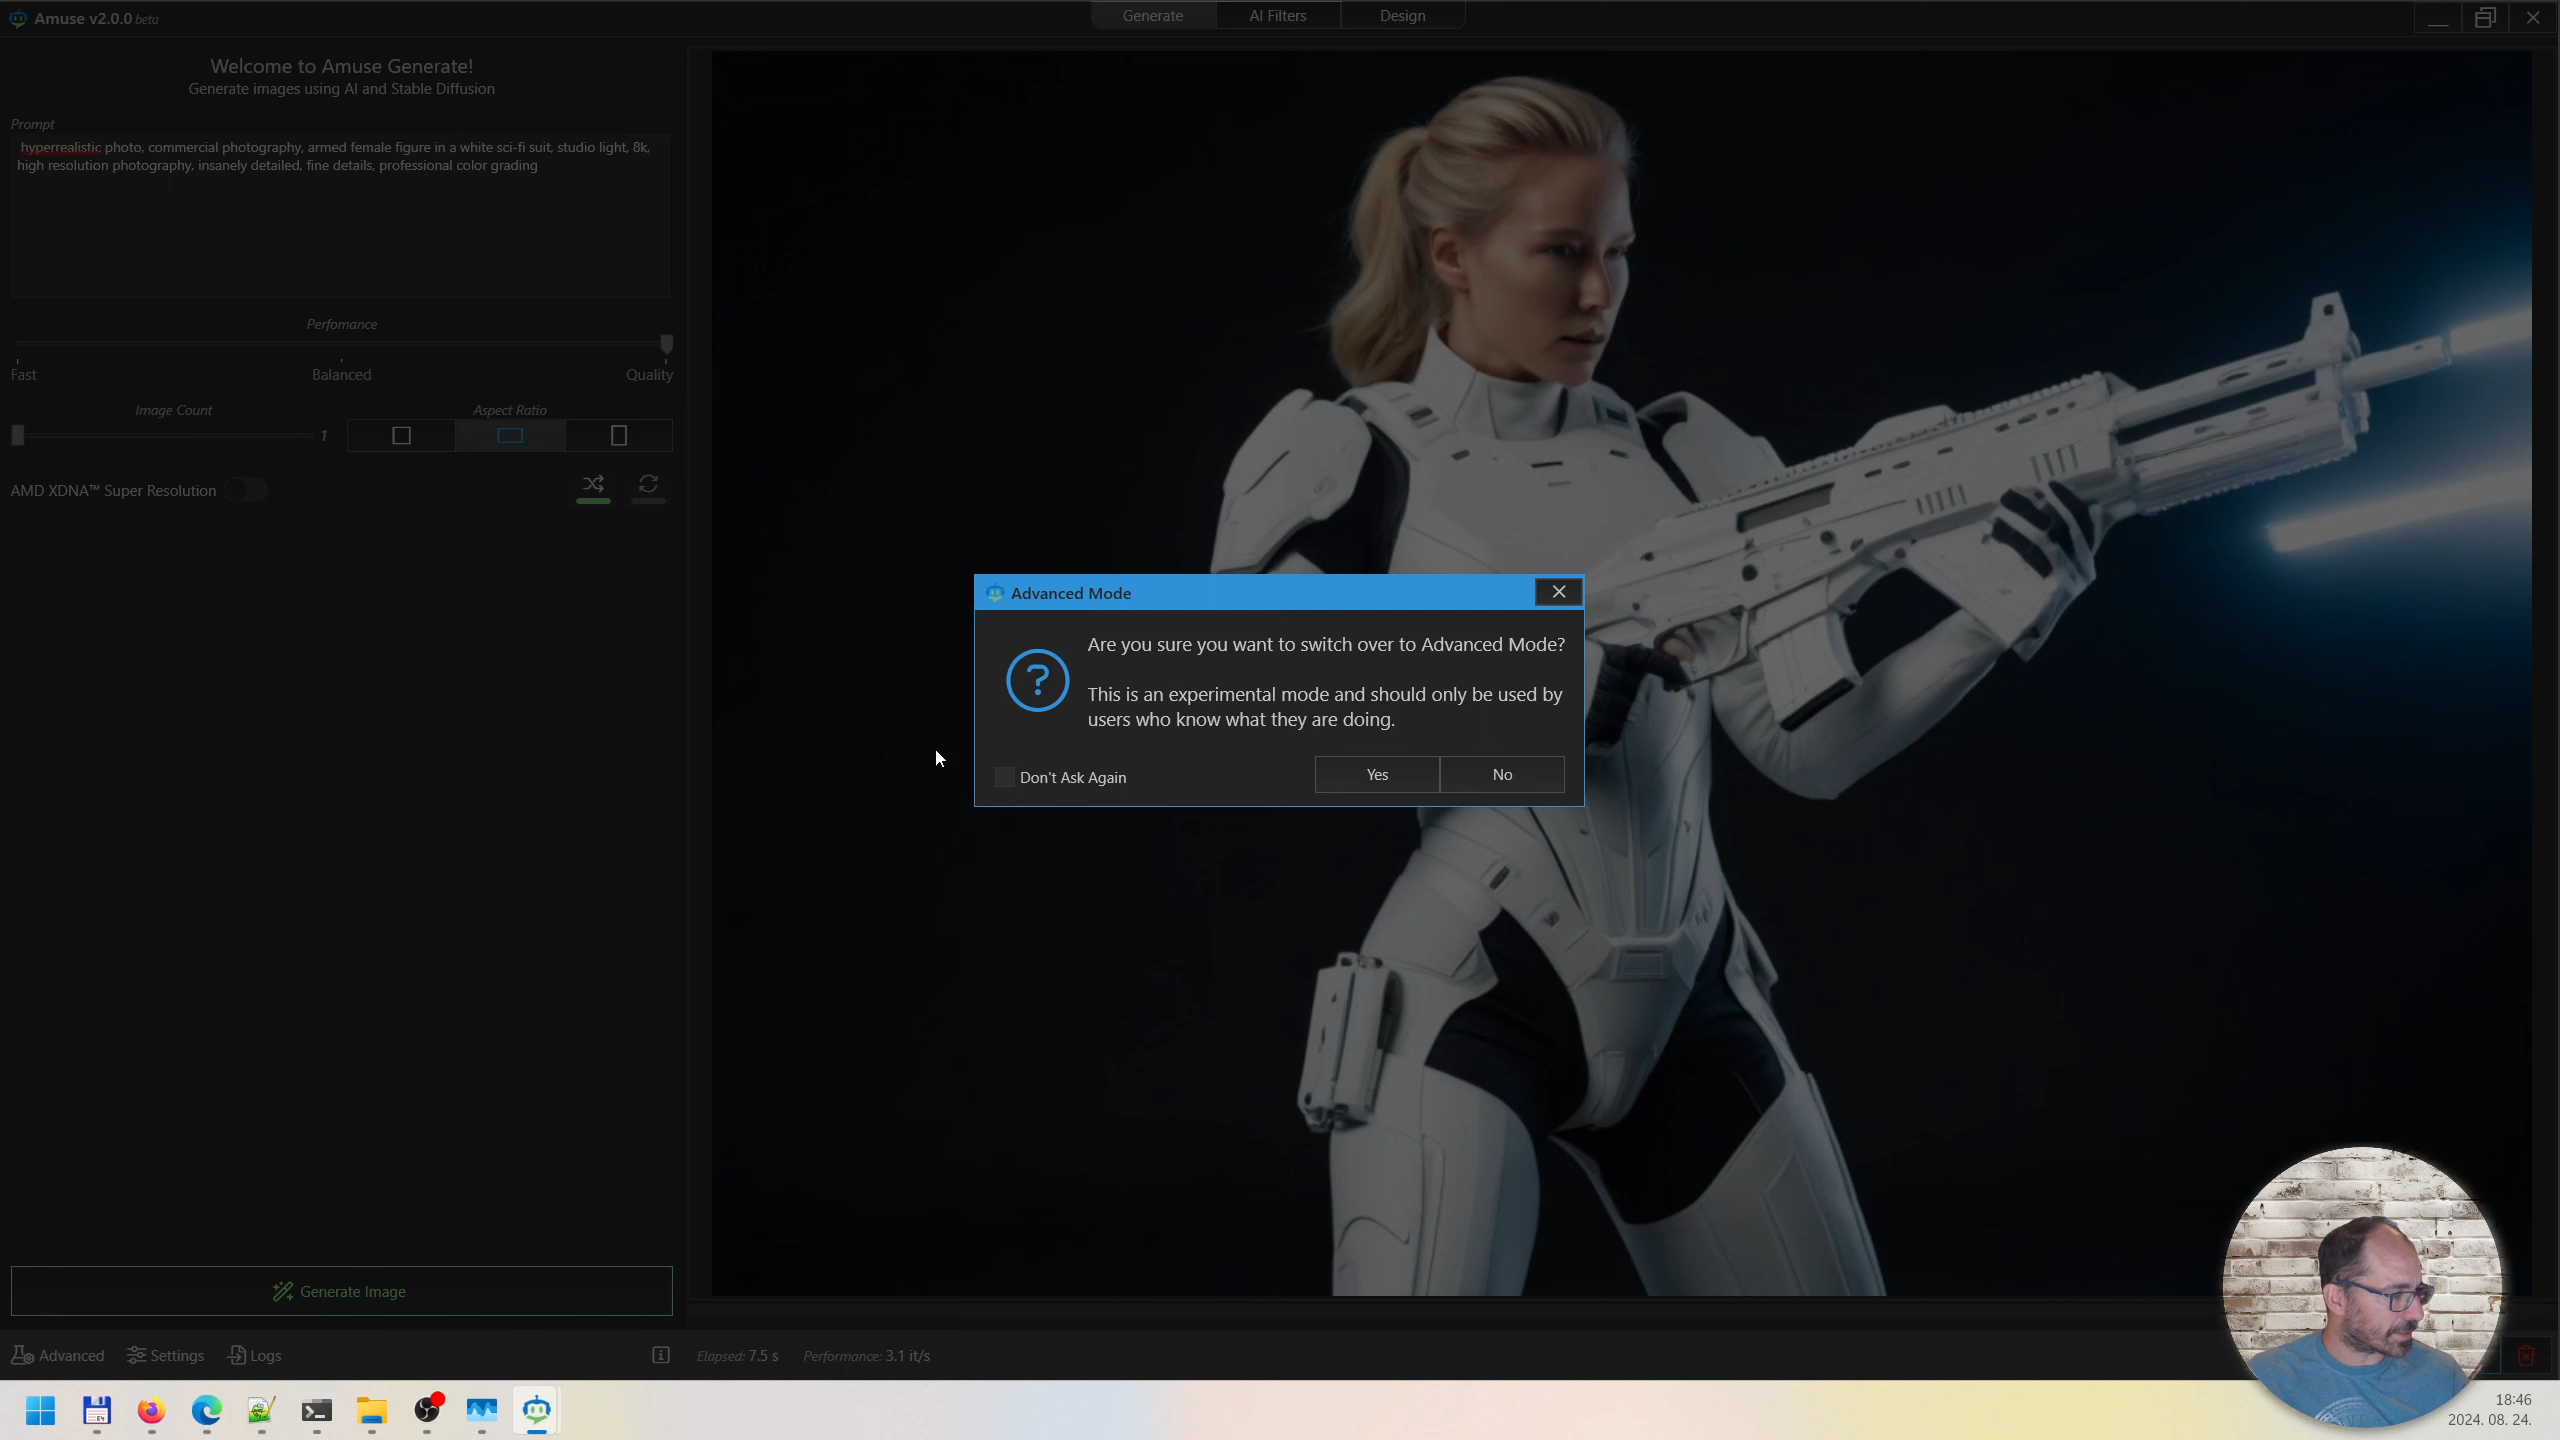 Amuse v2.0.0 beta
Generate
AI Filters
Design
Welcome to Amuse Generate!
Generate images using AI and Stable Diffusion
Prompt
hyperrealistic photo, commercial photography, armed female figure in a white sci-fi suit, studio light, 8k,
high resolution photography, insanely detailed, fine details, professional color grading
Perfomance
Fast
Balanced
Quality
Image Count
Aspect Ratio
1
AMD XDNA™ Super Resolution
Advanced Mode
Are you sure you want to switch over to Advanced Mode?
This is an experimental mode and should only be used by
users who know what they are doing.
Don't Ask Again
Yes
No
Generate Image
Advanced
Settings
Logs
Elapsed: 7.5 s
Performance: 3.1 it/s
64
18:46
2024. 08. 24.